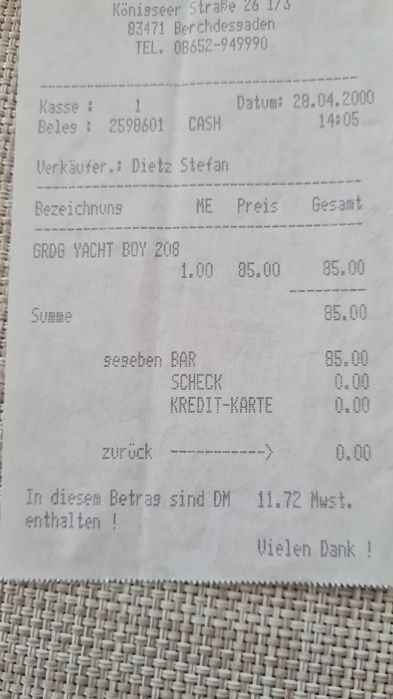 Königseer Straße 26 1/3
83471 Berchdesgaden
TEL. 08652-949990
Kasse : 1 Datum: 28.04.2000
Beleg : 2598601 CASH 14:05
Verkäufer.: Dietz Stefan
Bezeichnung ME Preis Gesamt
GRDG YACHT BOY 208
1.00 85.00 85.00
Summe 85.00
gegeben BAR 85.00
SCHECK 0.00
KREDIT-KARTE 0.00
zurück -----------> 0.00
In diesem Betrag sind DM 11.72 Mwst.
enthalten !
Vielen Dank !